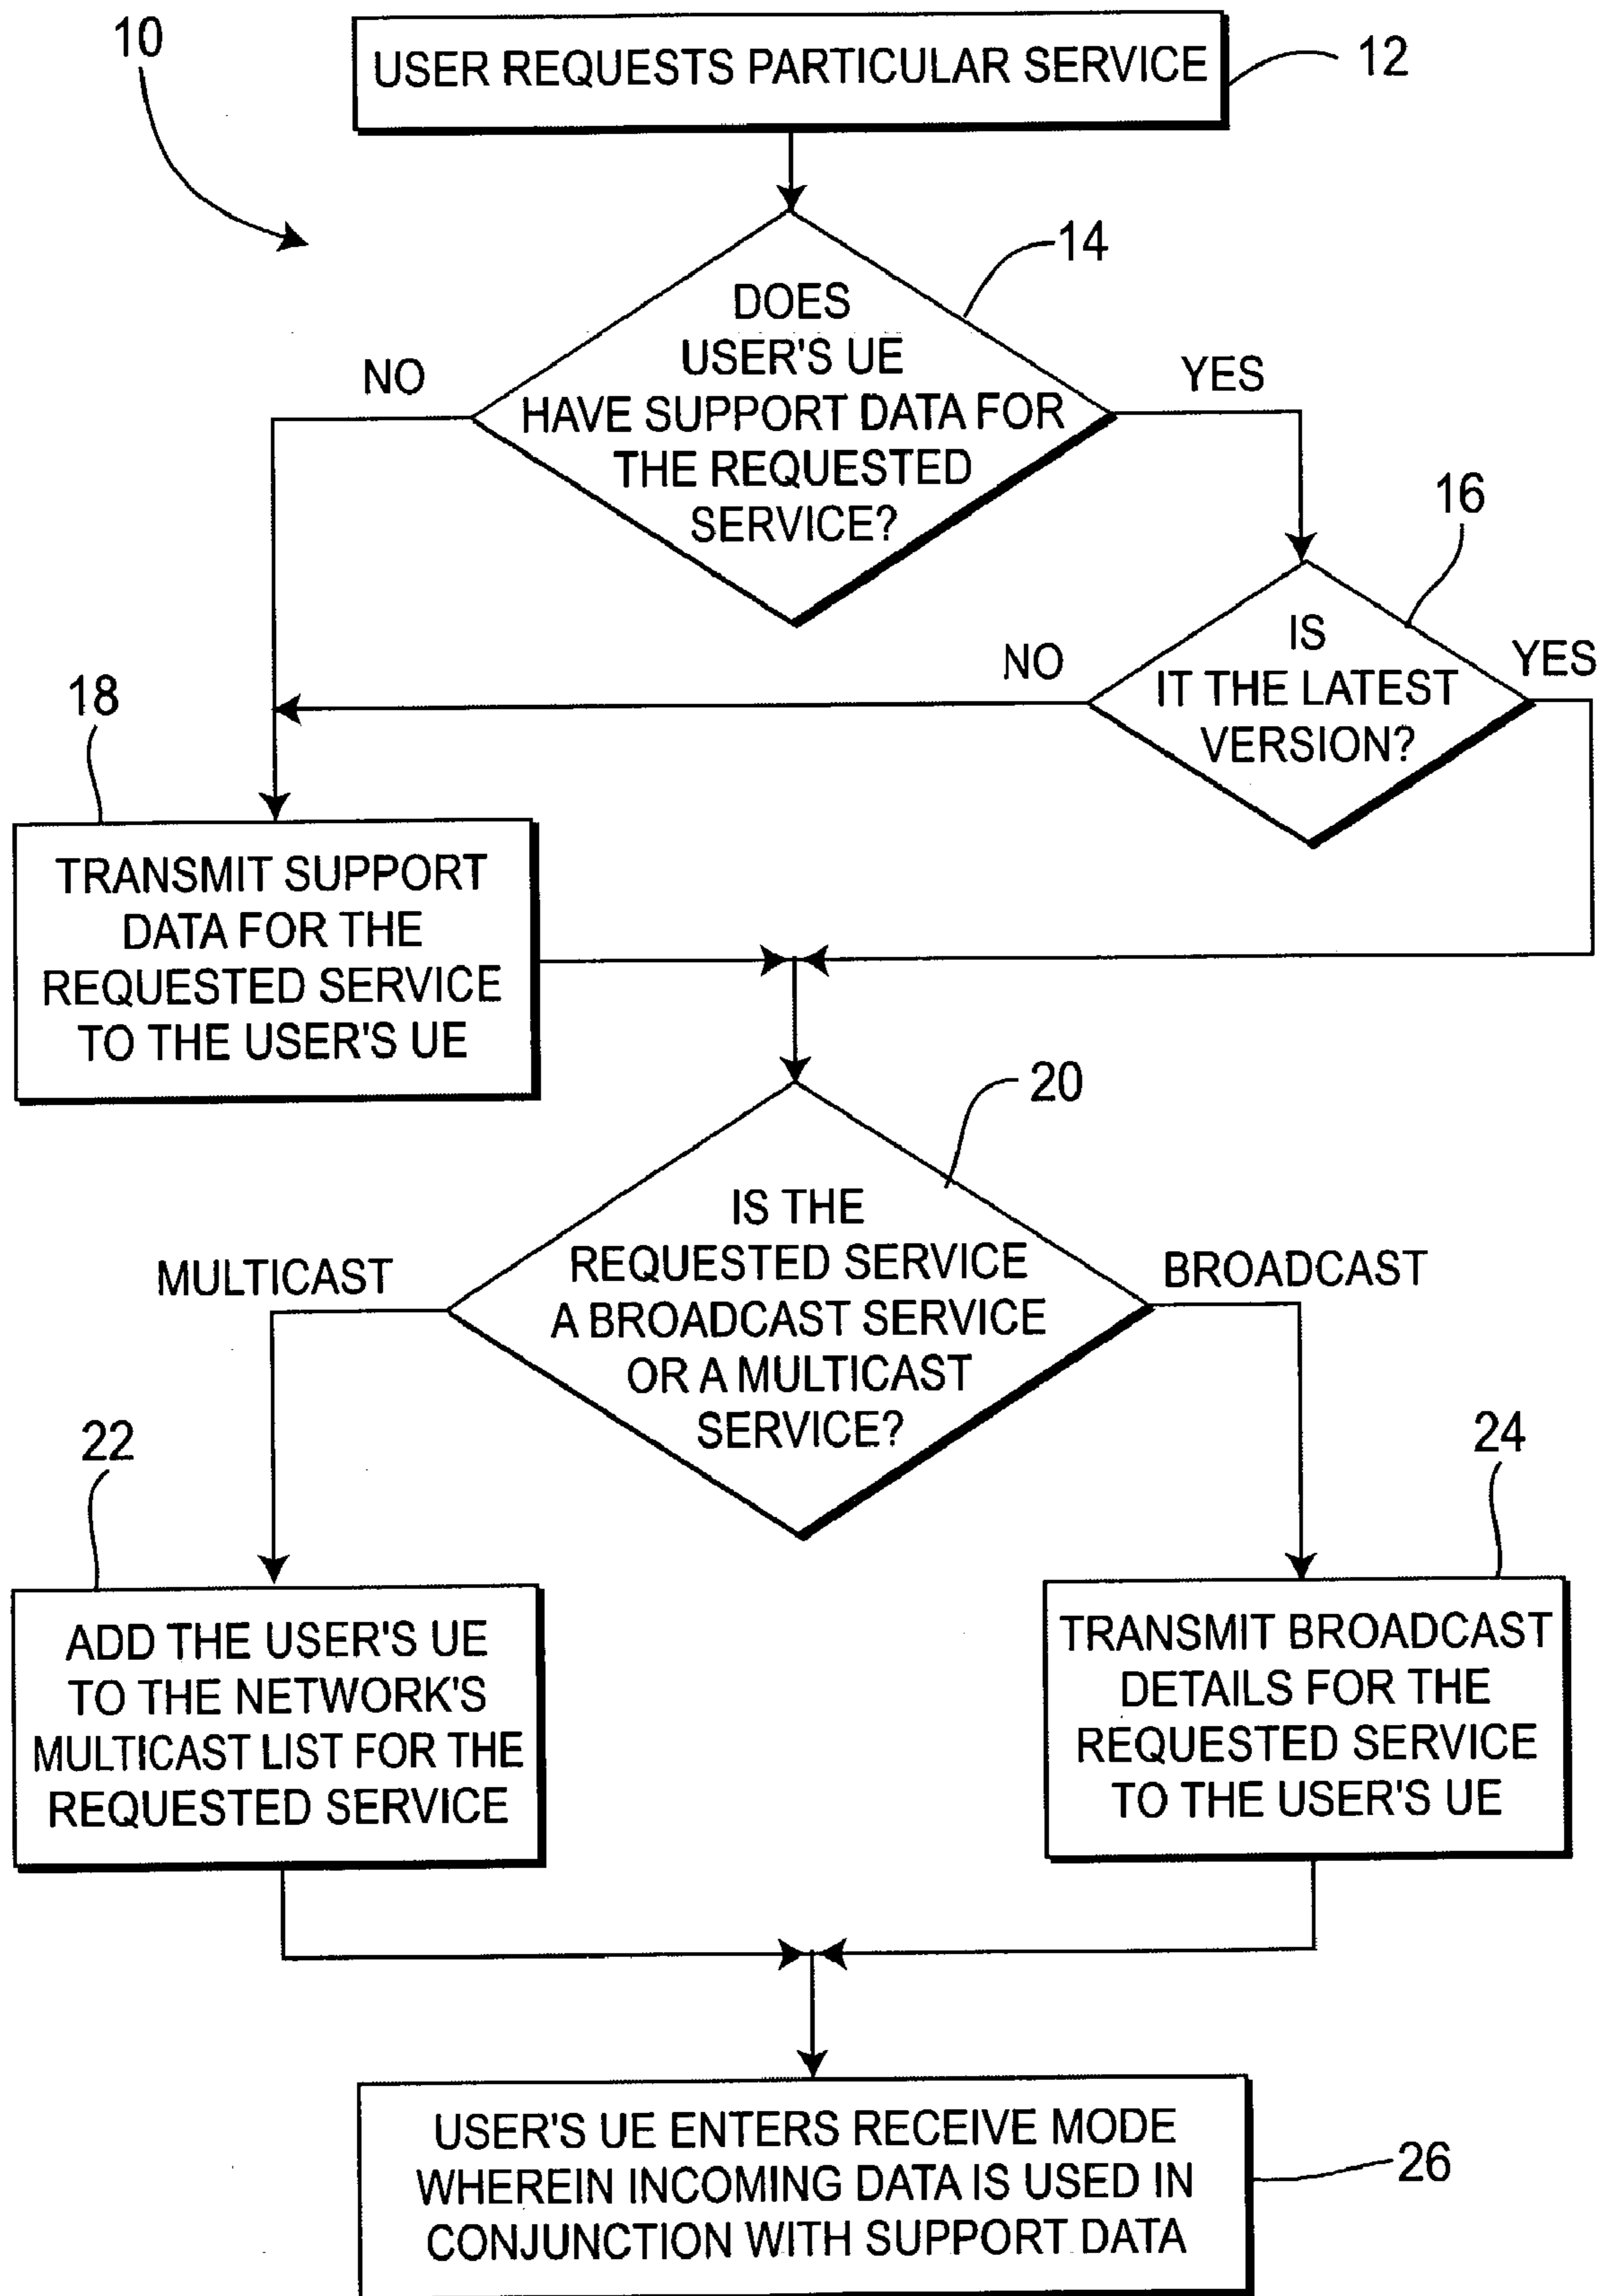 10
USER REQUESTS PARTICULAR SERVICE
12
14
DOES
USER'S UE
HAVE SUPPORT DATA FOR
THE REQUESTED
SERVICE?
NO
YES
16
IS
IT THE LATEST
VERSION?
NO
YES
18
TRANSMIT SUPPORT
DATA FOR THE
REQUESTED SERVICE
TO THE USER'S UE
20
IS THE
REQUESTED SERVICE
A BROADCAST SERVICE
OR A MULTICAST
SERVICE?
MULTICAST
BROADCAST
22
ADD THE USER'S UE
TO THE NETWORK'S
MULTICAST LIST FOR THE
REQUESTED SERVICE
24
TRANSMIT BROADCAST
DETAILS FOR THE
REQUESTED SERVICE
TO THE USER'S UE
USER'S UE ENTERS RECEIVE MODE
WHEREIN INCOMING DATA IS USED IN
CONJUNCTION WITH SUPPORT DATA
26